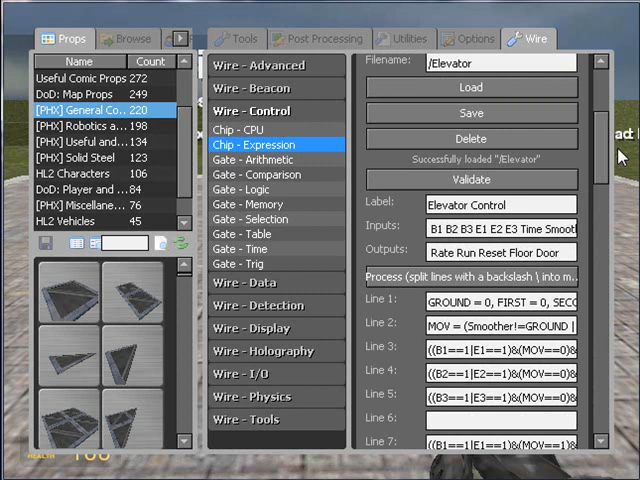 Props
Browse
Tools
Post Processing
Utilities
Options
Wire
Name Count
Useful Comic Props 272
DoD: Map Props 249
[PHX] General Co... 220
[PHX] Robotics a... 198
[PHX] Useful and... 134
[PHX] Solid Steel 123
HL2 Characters 106
DoD: Player and ... 84
[PHX] Miscellane... 76
HL2 Vehicles 45
Wire - Advanced
Wire - Beacon
Wire - Control
Chip - CPU
Chip - Expression
Gate - Arithmetic
Gate - Comparison
Gate - Logic
Gate - Memory
Gate - Selection
Gate - Table
Gate - Time
Gate - Trig
Wire - Data
Wire - Detection
Wire - Display
Wire - Holography
Wire - I/O
Wire - Physics
Wire - Tools
Filename: /Elevator
Load
Save
Delete
Successfully loaded "/Elevator"
Validate
Label: Elevator Control
Inputs: B1 B2 B3 E1 E2 E3 Time Smoot
Outputs: Rate Run Reset Floor Door
Process (split lines with a backslash \ into m...
Line 1: GROUND = 0, FIRST = 0, SEC
Line 2: MOV = (Smoother!=GROUND |
Line 3: ((B1==1|E1==1)&(MOV==0)&
Line 4: ((B2==1|E2==1)&(MOV==0)&
Line 5: ((B3==1|E3==1)&(MOV==0)&
Line 6:
Line 7: ((B1==1|E1==1)&(MOV==1)&
HEALTH 100